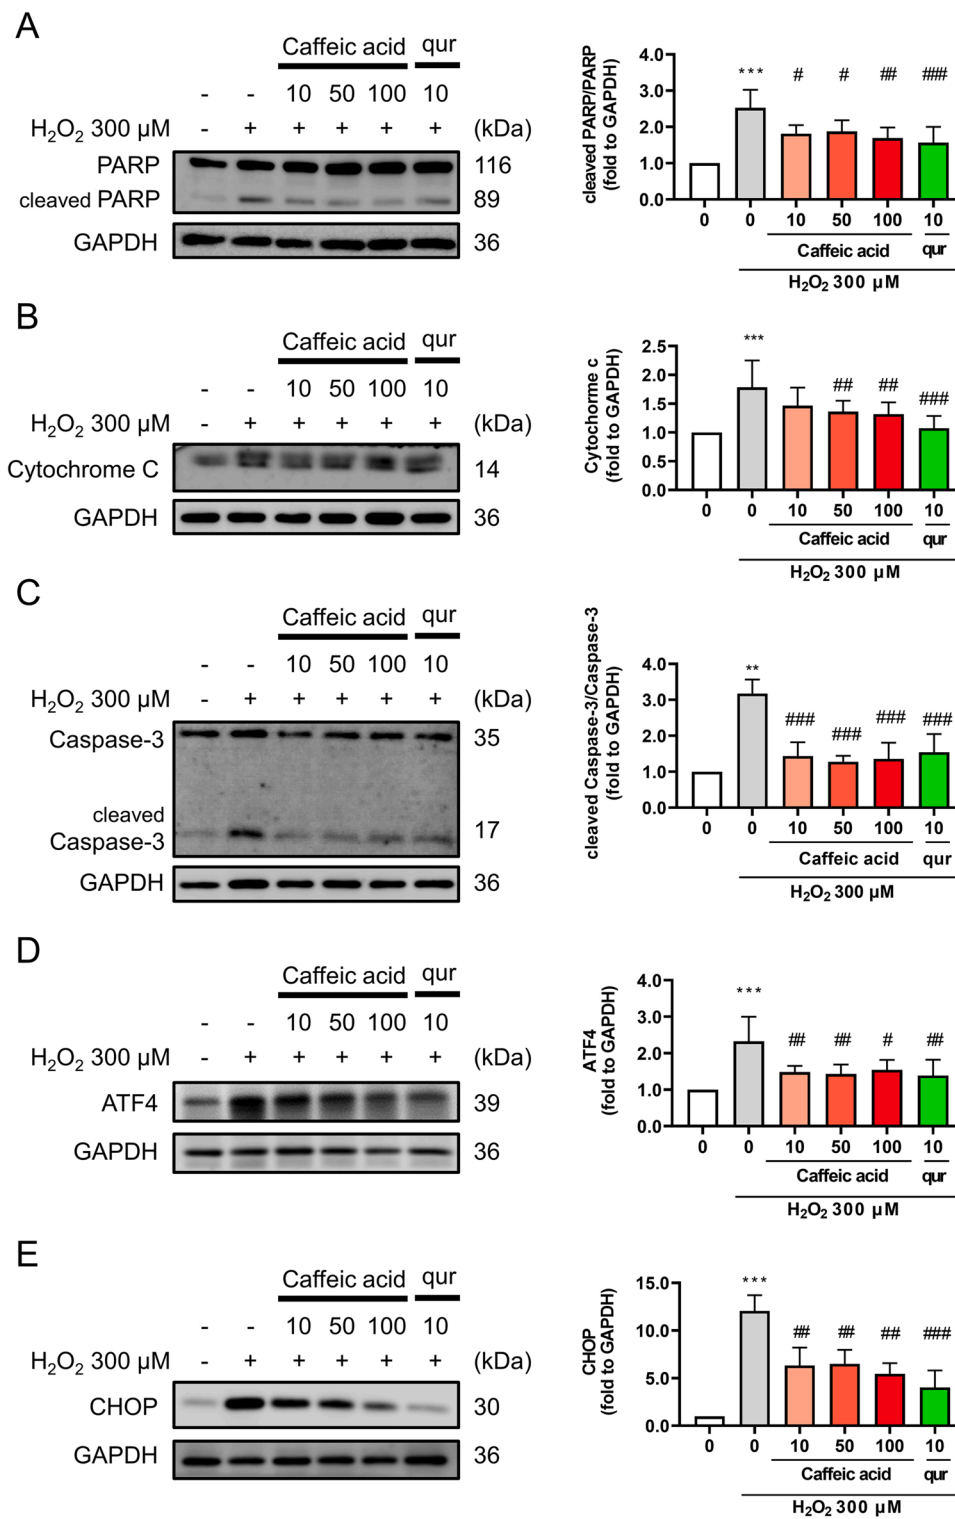 A
Caffeic acid qur
- - 10 50 100 10
H₂O₂ 300 µM - + + + + + (kDa)
PARP 116
cleaved PARP 89
GAPDH 36
cleaved PARP/PARP
(fold to GAPDH)
4.0
3.0
2.0
1.0
0.0
*** # # ## ###
0 0 10 50 100 10
Caffeic acid qur
H₂O₂ 300 µM
B
Caffeic acid qur
- - 10 50 100 10
H₂O₂ 300 µM - + + + + + (kDa)
Cytochrome C 14
GAPDH 36
Cytochorme c
(fold to GAPDH)
2.5
2.0
1.5
1.0
0.5
0.0
*** ## ## ###
0 0 10 50 100 10
Caffeic acid qur
H₂O₂ 300 µM
C
Caffeic acid qur
- - 10 50 100 10
H₂O₂ 300 µM - + + + + + (kDa)
Caspase-3 35
cleaved
Caspase-3 17
GAPDH 36
cleaved Caspase-3/Caspase-3
(fold to GAPDH)
4.0
3.0
2.0
1.0
0.0
** ### ### ### ###
0 0 10 50 100 10
Caffeic acid qur
H₂O₂ 300 µM
D
Caffeic acid qur
- - 10 50 100 10
H₂O₂ 300 µM - + + + + + (kDa)
ATF4 39
GAPDH 36
ATF4
(fold to GAPDH)
4.0
3.0
2.0
1.0
0.0
*** ## ## # ##
0 0 10 50 100 10
Caffeic acid qur
H₂O₂ 300 µM
E
Caffeic acid qur
- - 10 50 100 10
H₂O₂ 300 µM - + + + + + (kDa)
CHOP 30
GAPDH 36
CHOP
(fold to GAPDH)
15.0
10.0
5.0
0.0
*** ## ## ## ###
0 0 10 50 100 10
Caffeic acid qur
H₂O₂ 300 µM